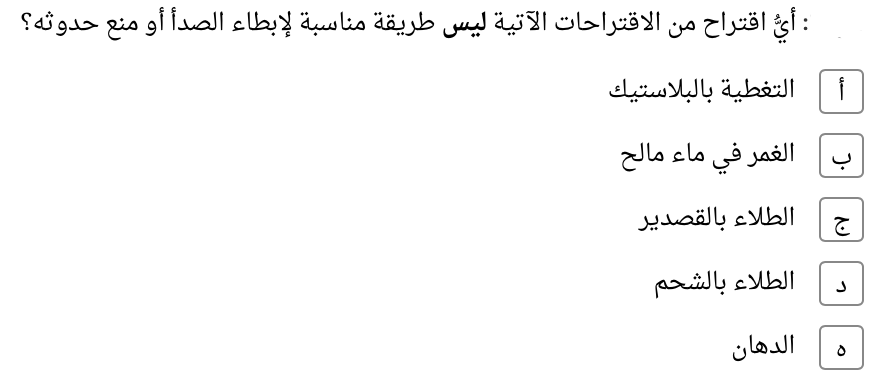 : أيُّ اقتراح من الاقتراحات الآتية ليس طريقة مناسبة لإبطاء الصدأ أو منع حدوثه؟
أ التغطية بالبلاستيك
ب الغمر في ماء مالح
ج الطلاء بالقصدير
د الطلاء بالشحم
ه الدهان